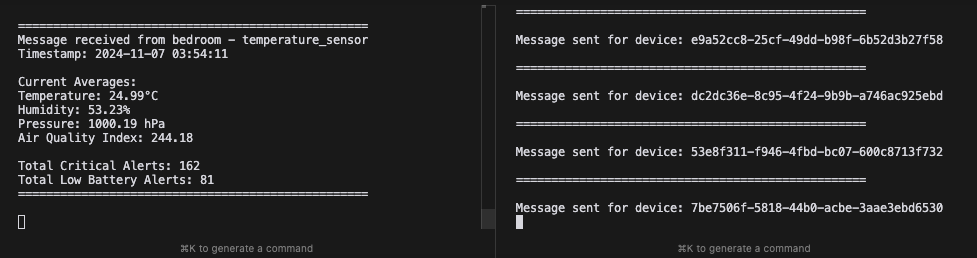 ==================================================
Message received from bedroom - temperature_sensor
Timestamp: 2024-11-07 03:54:11
Current Averages:
Temperature: 24.99°C
Humidity: 53.23%
Pressure: 1000.19 hPa
Air Quality Index: 244.18
Total Critical Alerts: 162
Total Low Battery Alerts: 81
==================================================
⌘K to generate a command
==================================================
Message sent for device: e9a52cc8-25cf-49dd-b98f-6b52d3b27f58
==================================================
Message sent for device: dc2dc36e-8c95-4f24-9b9b-a746ac925ebd
==================================================
Message sent for device: 53e8f311-f946-4fbd-bc07-600c8713f732
==================================================
Message sent for device: 7be7506f-5818-44b0-acbe-3aae3ebd6530
⌘K to generate a command